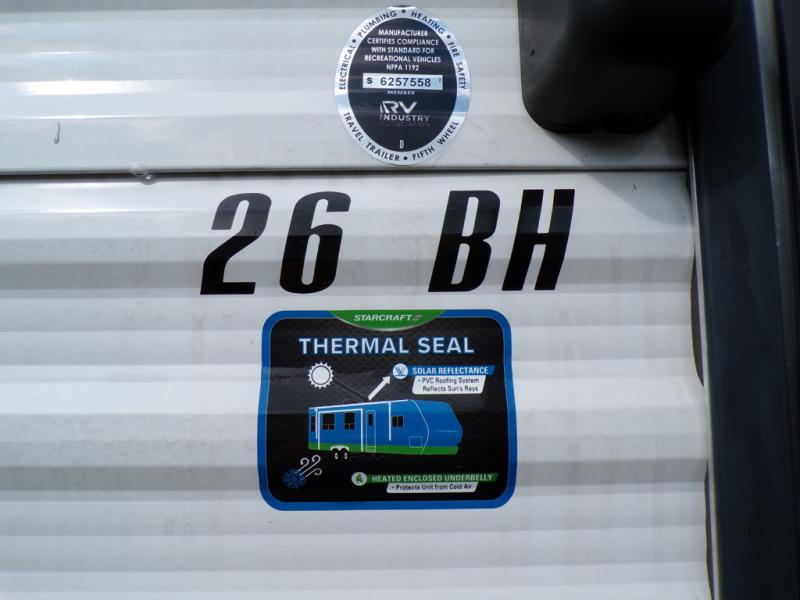 ELECTRICAL • PLUMBING • HEATING • FIRE SAFETY
MANUFACTURER
CERTIFIES COMPLIANCE
WITH STANDARD FOR
RECREATIONAL VEHICLES
NFPA 1192
S 6257558
MEMBER
RV
INDUSTRY
ASSOCIATION
D
TRAVEL TRAILER • FIFTH WHEEL
26 BH
STARCRAFT
THERMAL SEAL
SOLAR REFLECTANCE
• PVC Roofing System
Reflects Sun's Rays
HEATED ENCLOSED UNDERBELLY
• Protects Unit from Cold Air